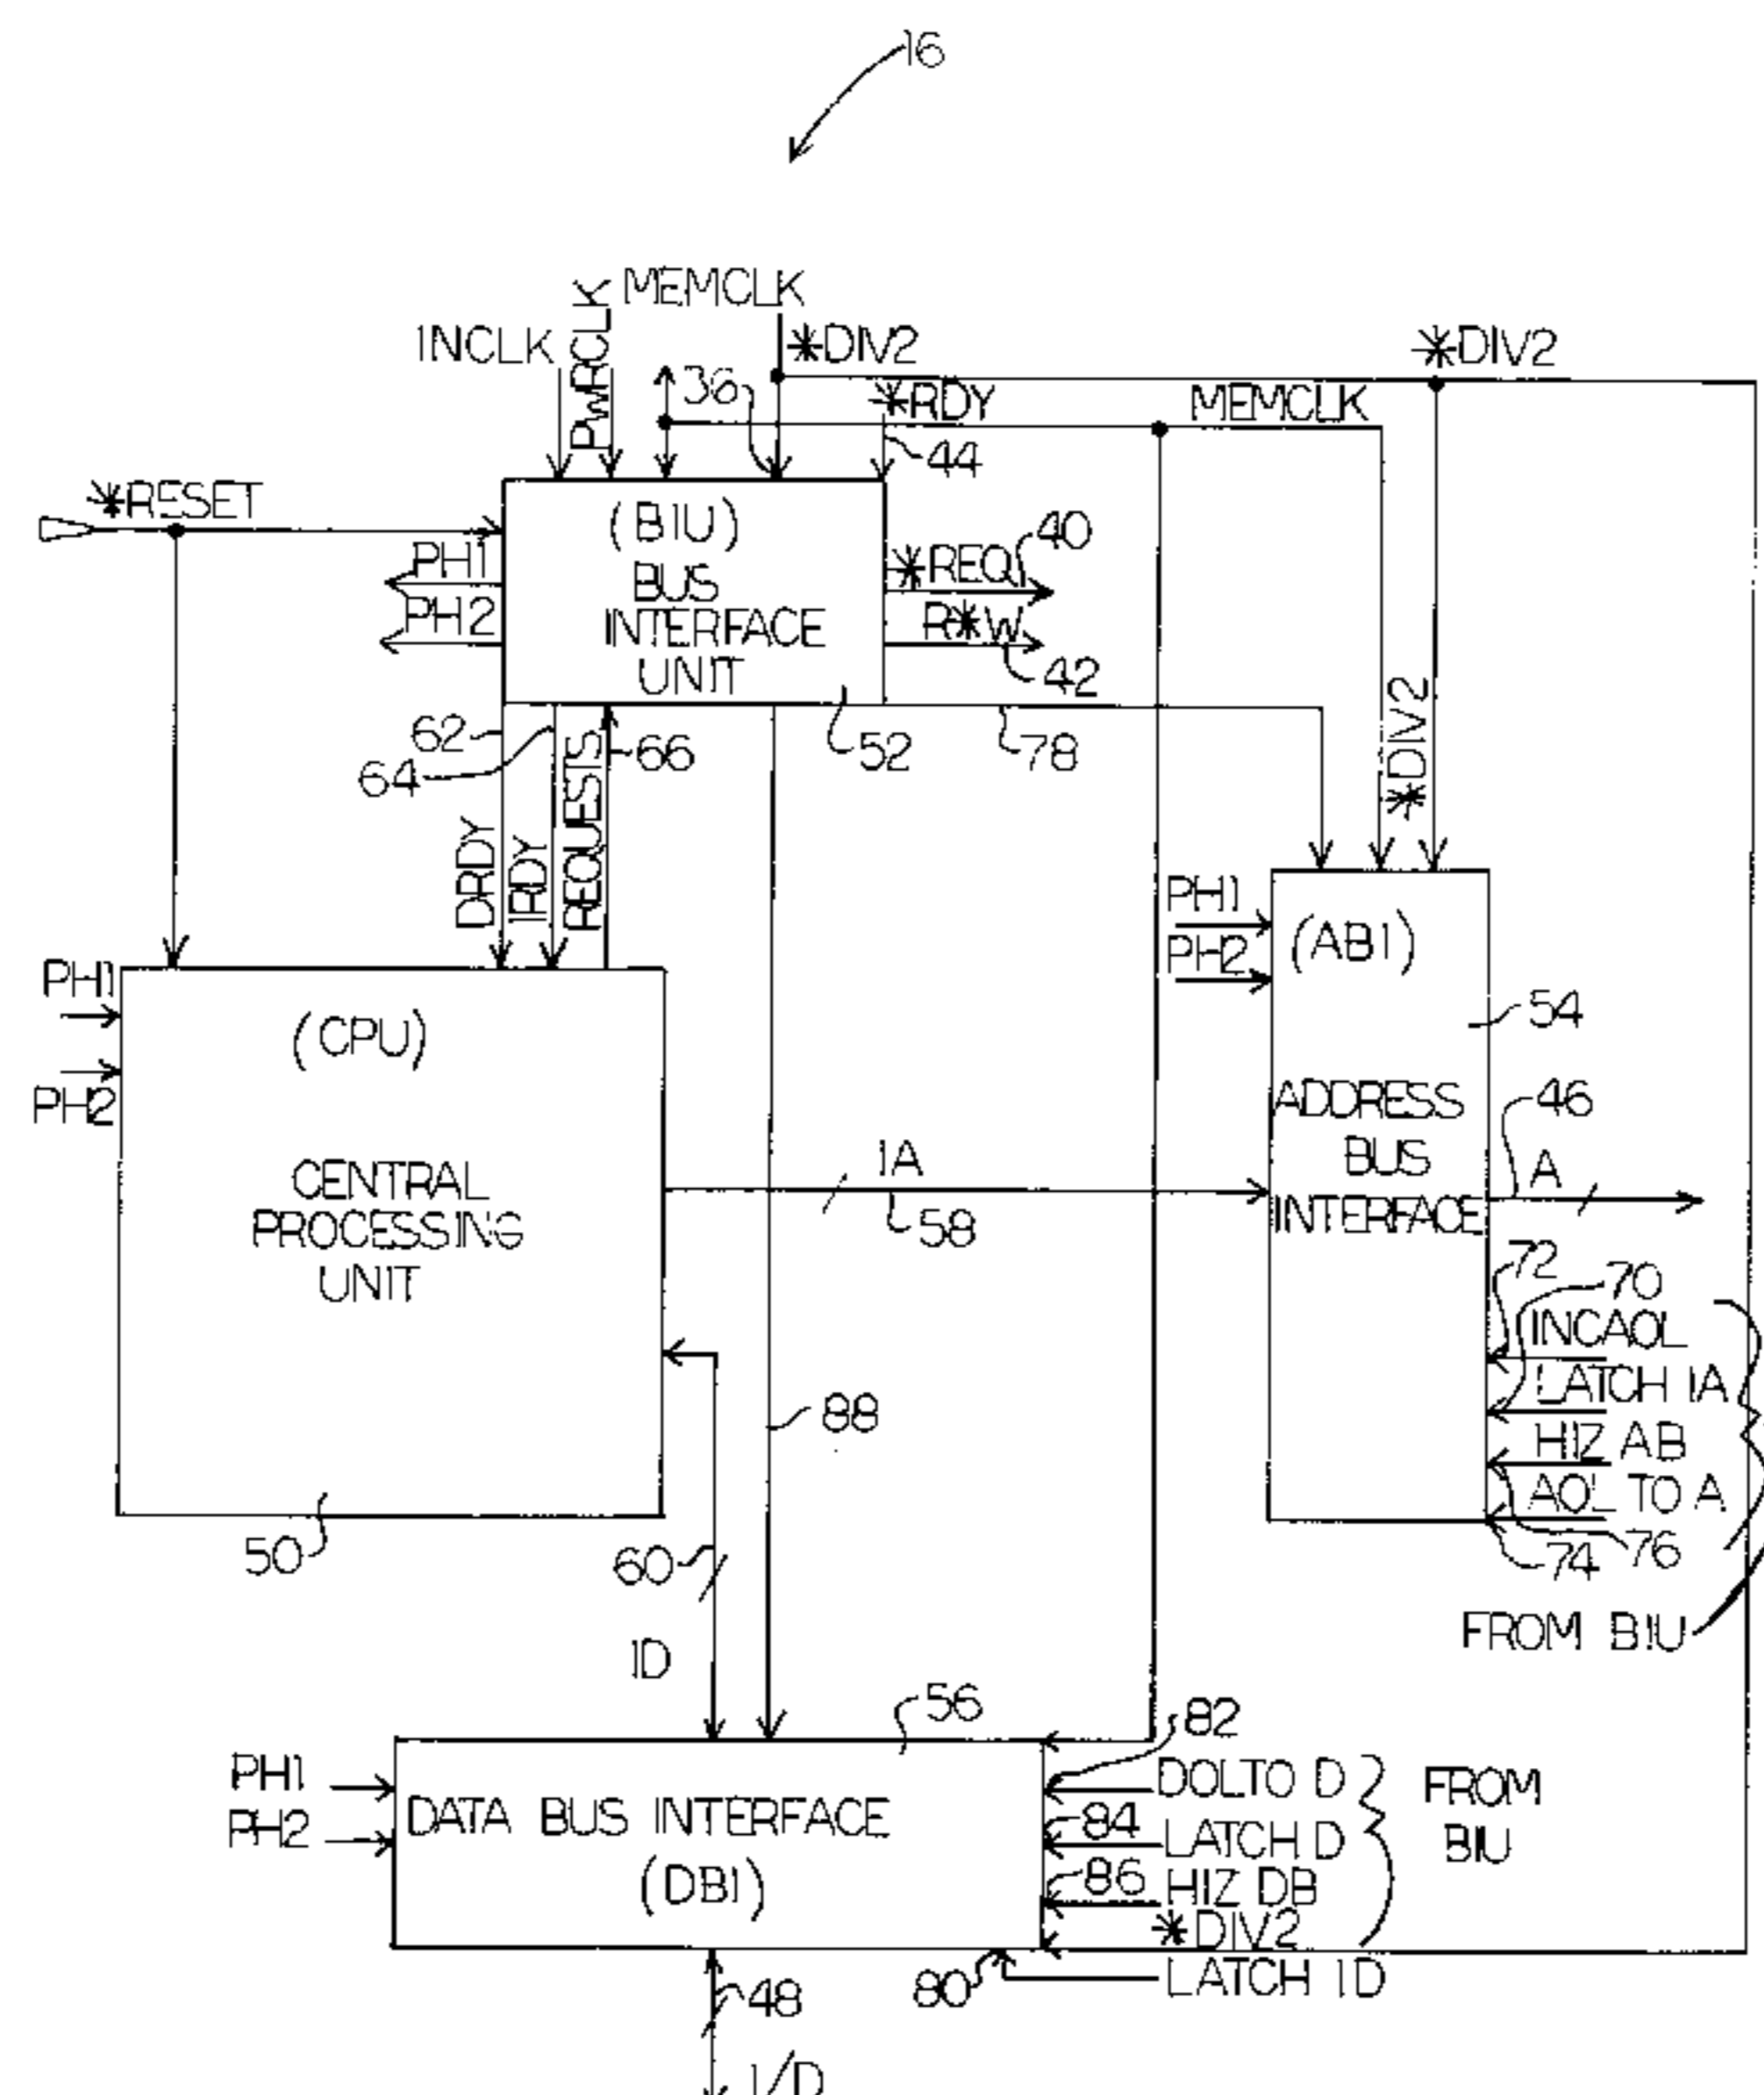 16
MEMCLK
INCLK
PWRCLK
*DIV2
*DIV2
36
*RDY
MEMCLK
44
*RESET
(BIU)
BUS
INTERFACE
UNIT
PH1
PH2
*REQ
40
R*W
42
62
64
66
52
78
*DIV2
DRDY
IRDY
REQUESTS
PH1
PH2
(ABI)
54
ADDRESS
BUS
INTERFACE
PH1
PH2
(CPU)
CENTRAL
PROCESSING
UNIT
50
IA
58
46
A
72
70
INCAOL
LATCH IA
HIZ AB
AOL TO A
74
76
FROM BIU
88
60
ID
56
82
PH1
PH2
DATA BUS INTERFACE
(DBI)
DOLTO D
84
LATCH D
86
HIZ DB
*DIV2
80
LATCH ID
FROM
BIU
48
I/D